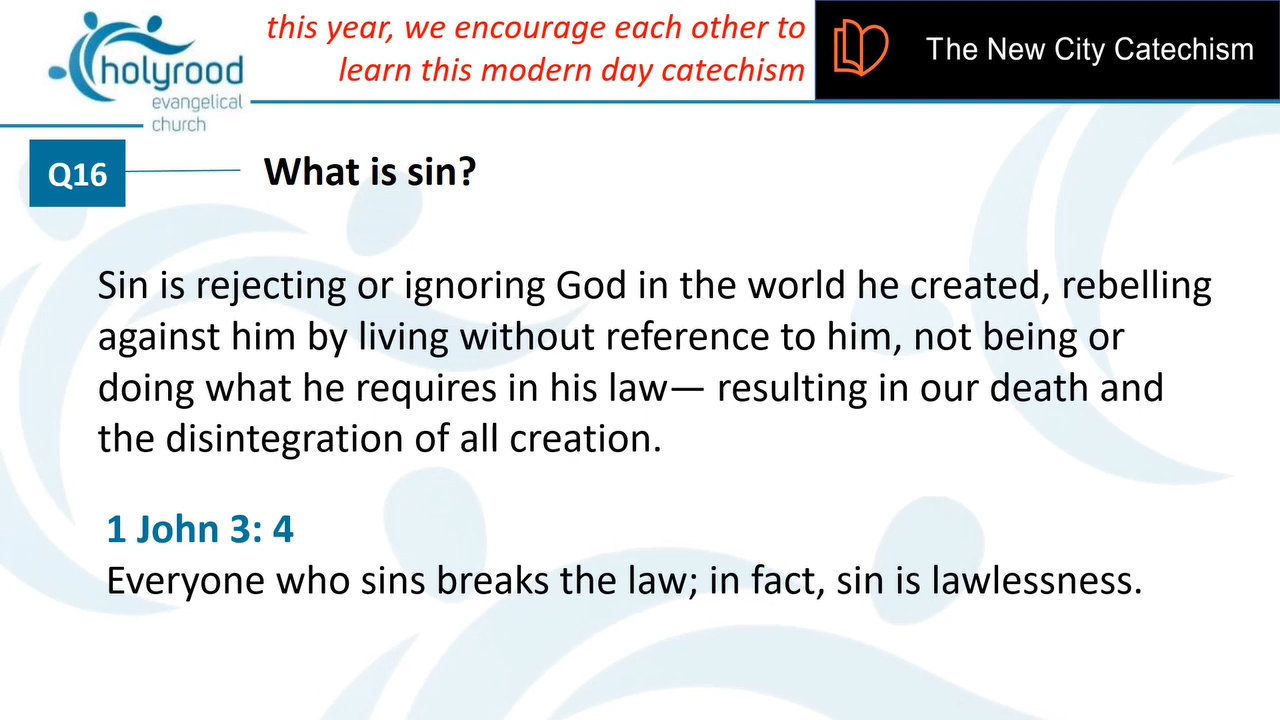 holyrood
evangelical
church
this year, we encourage each other to
learn this modern day catechism
The New City Catechism
Q16
What is sin?
Sin is rejecting or ignoring God in the world he created, rebelling
against him by living without reference to him, not being or
doing what he requires in his law— resulting in our death and
the disintegration of all creation.
1 John 3: 4
Everyone who sins breaks the law; in fact, sin is lawlessness.